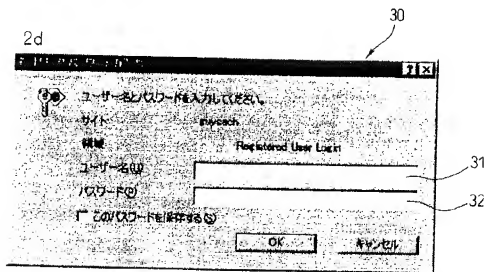 30
2d
ユーザー名とパスワードを入力してください。
サイト
領域 Registered User Login
ユーザー名(U) 31
パスワード(P) 32
このパスワードを保存する(S)
OK キャンセル